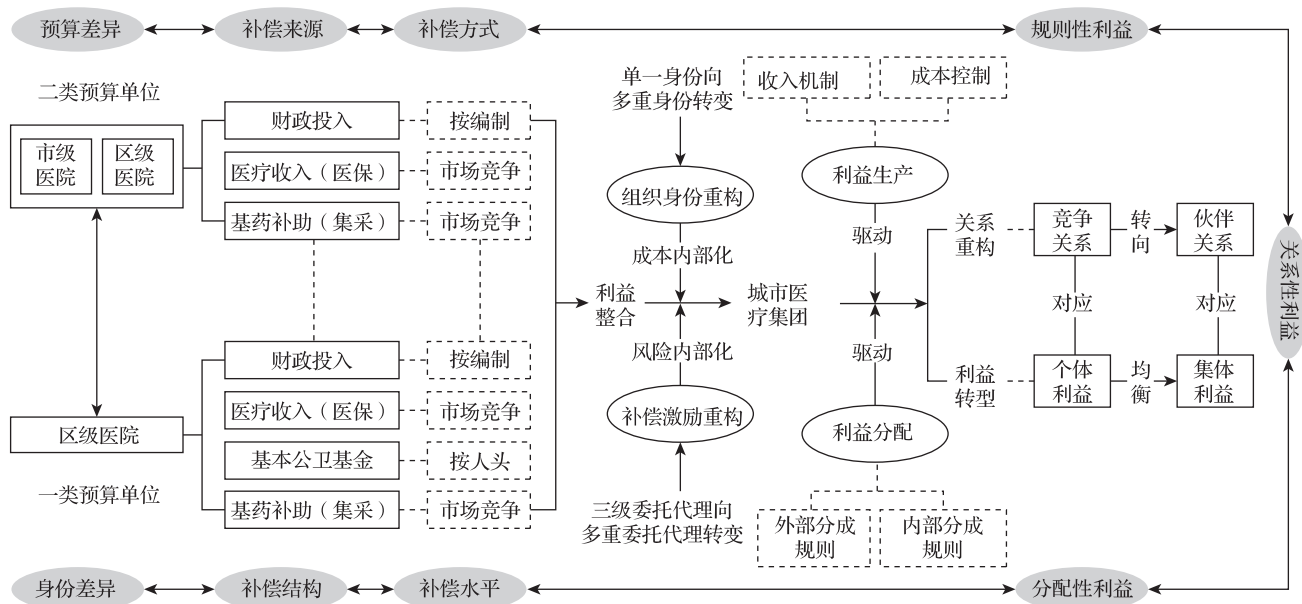 预算差异
补偿来源
补偿方式
规则性利益
二类预算单位
市级
医院
区级
医院
财政投入
按编制
医疗收入（医保）
市场竞争
基药补助（集采）
市场竞争
财政投入
按编制
医疗收入（医保）
市场竞争
基本公卫基金
按人头
基药补助（集采）
市场竞争
区级医院
一类预算单位
利益
整合
单一身份向
多重身份转变
组织身份重构
成本内部化
风险内部化
补偿激励重构
三级委托代理向
多重委托代理转变
城市医
疗集团
收入机制
成本控制
利益生产
驱动
驱动
利益分配
外部分成
规则
内部分成
规则
关系
重构
竞争
关系
转
向
伙伴
关系
对应
对应
利益
转型
个体
利益
均
衡
集体
利益
关系性利益
身份差异
补偿结构
补偿水平
分配性利益